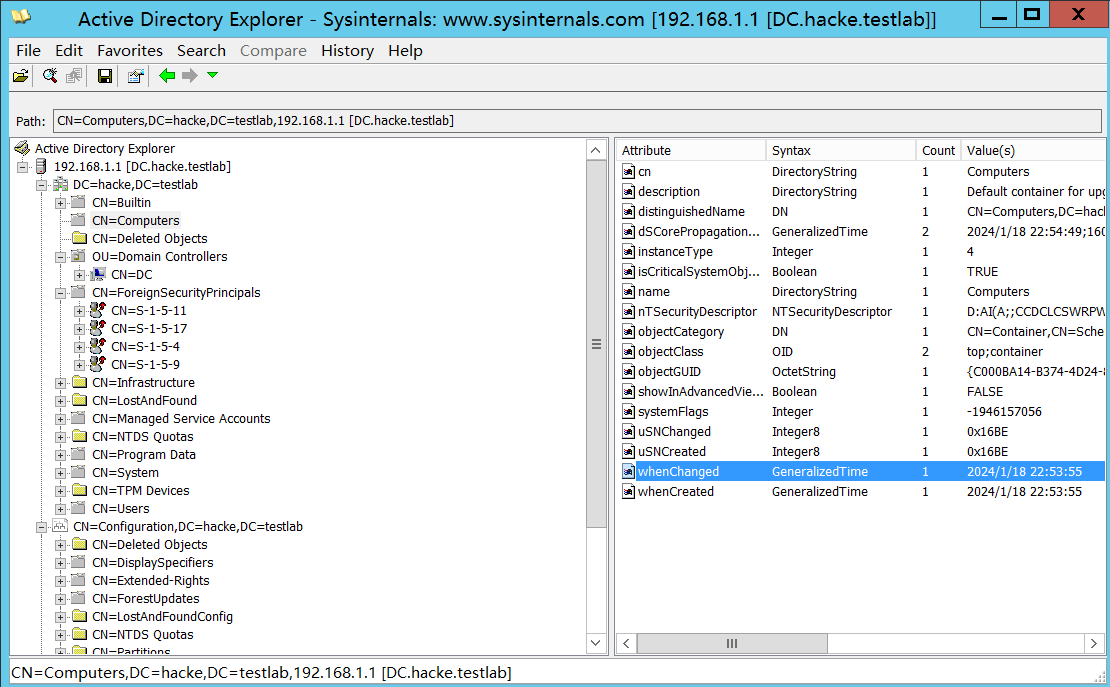 Active Directory Explorer - Sysinternals: www.sysinternals.com [192.168.1.1 [DC.hacke.testlab]]
File Edit Favorites Search Compare History Help
Path: CN=Computers,DC=hacke,DC=testlab,192.168.1.1 [DC.hacke.testlab]
Active Directory Explorer
192.168.1.1 [DC.hacke.testlab]
DC=hacke,DC=testlab
CN=Builtin
CN=Computers
CN=Deleted Objects
OU=Domain Controllers
CN=DC
CN=ForeignSecurityPrincipals
CN=S-1-5-11
CN=S-1-5-17
CN=S-1-5-4
CN=S-1-5-9
CN=Infrastructure
CN=LostAndFound
CN=Managed Service Accounts
CN=NTDS Quotas
CN=Program Data
CN=System
CN=TPM Devices
CN=Users
CN=Configuration,DC=hacke,DC=testlab
CN=Deleted Objects
CN=DisplaySpecifiers
CN=Extended-Rights
CN=ForestUpdates
CN=LostAndFoundConfig
CN=NTDS Quotas
CN=Partitions
Attribute Syntax Count Value(s)
cn DirectoryString 1 Computers
description DirectoryString 1 Default container for upg
distinguishedName DN 1 CN=Computers,DC=hack
dSCorePropagation... GeneralizedTime 2 2024/1/18 22:54:49;160
instanceType Integer 1 4
isCriticalSystemObj... Boolean 1 TRUE
name DirectoryString 1 Computers
nTSecurityDescriptor NTSecurityDescriptor 1 D:AI(A;;CCDCLCSWRPW
objectCategory DN 1 CN=Container,CN=Sche
objectClass OID 2 top;container
objectGUID OctetString 1 {C000BA14-B374-4D24-8
showInAdvancedVie... Boolean 1 FALSE
systemFlags Integer 1 -1946157056
uSNChanged Integer8 1 0x16BE
uSNCreated Integer8 1 0x16BE
whenChanged GeneralizedTime 1 2024/1/18 22:53:55
whenCreated GeneralizedTime 1 2024/1/18 22:53:55
CN=Computers,DC=hacke,DC=testlab,192.168.1.1 [DC.hacke.testlab]